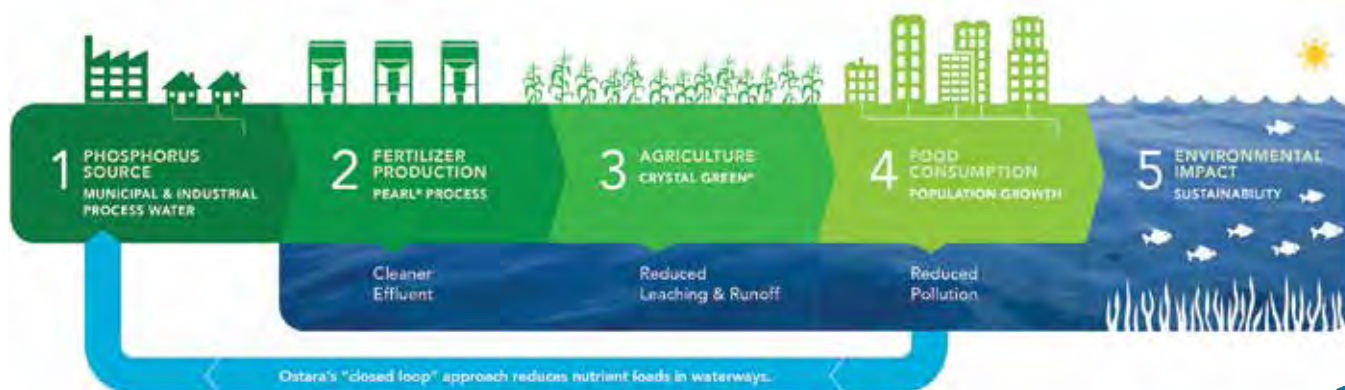 1 PHOSPHORUS
SOURCE
MUNICIPAL & INDUSTRIAL
PROCESS WATER
2 FERTILIZER
PRODUCTION
PEARL® PROCESS
3 AGRICULTURE
CRYSTAL GREEN®
4 FOOD
CONSUMPTION
POPULATION GROWTH
5 ENVIRONMENTAL
IMPACT
SUSTAINABILITY
Cleaner
Effluent
Reduced
Leaching & Runoff
Reduced
Pollution
Ostara's "closed loop" approach reduces nutrient loads in waterways.